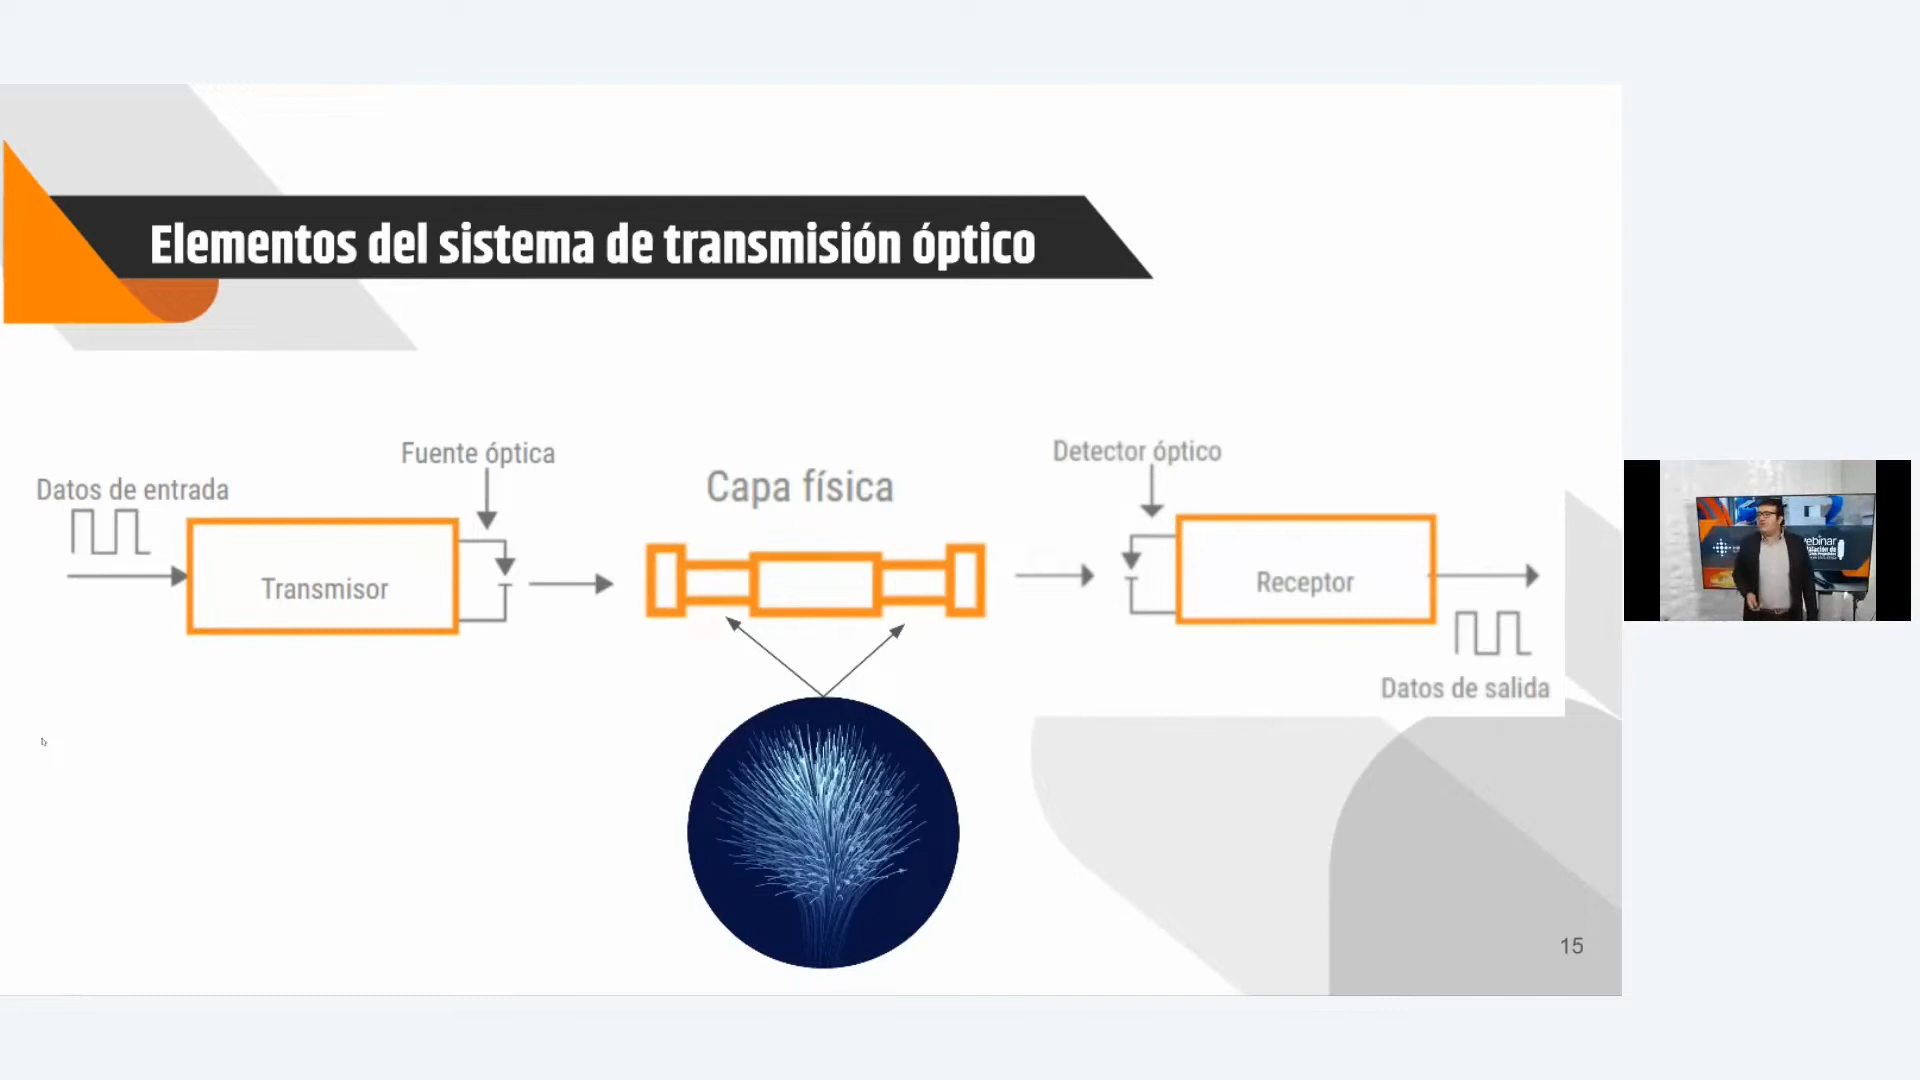 Elementos del sistema de transmisión óptico
Fuente óptica
Datos de entrada
Transmisor
Capa física
Detector óptico
Receptor
Datos de salida
15
webinar